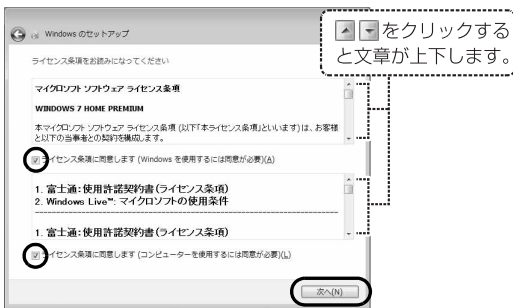 Windows のセットアップ
ライセンス条項をお読みになってください
マイクロソフト ソフトウェア ライセンス条項
WINDOWS 7 HOME PREMIUM
本マイクロソフト ソフトウェア ライセンス条項 (以下「本ライセンス条項」といいます) は、お客様
と以下の当事者との契約を構成します。
ライセンス条項に同意します (Windows を使用するには同意が必要)(A)
1. 富士通：使用許諾契約書（ライセンス条項）
2. Windows Live™: マイクロソフトの使用条件
1. 富士通：使用許諾契約書（ライセンス条項）
ライセンス条項に同意します (コンピューターを使用するには同意が必要)(L)
次へ(N)
をクリックする
と文章が上下します。